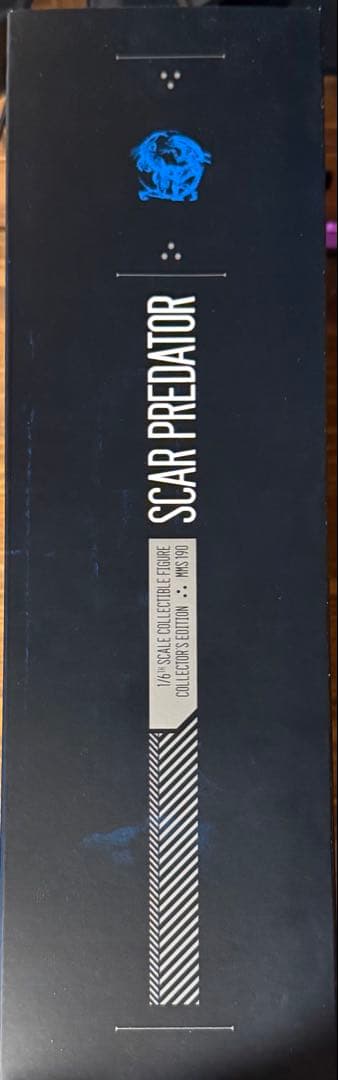 SCAR PREDATOR
1/6TH SCALE COLLECTIBLE FIGURE
COLLECTOR'S EDITION ∴ MMS 190